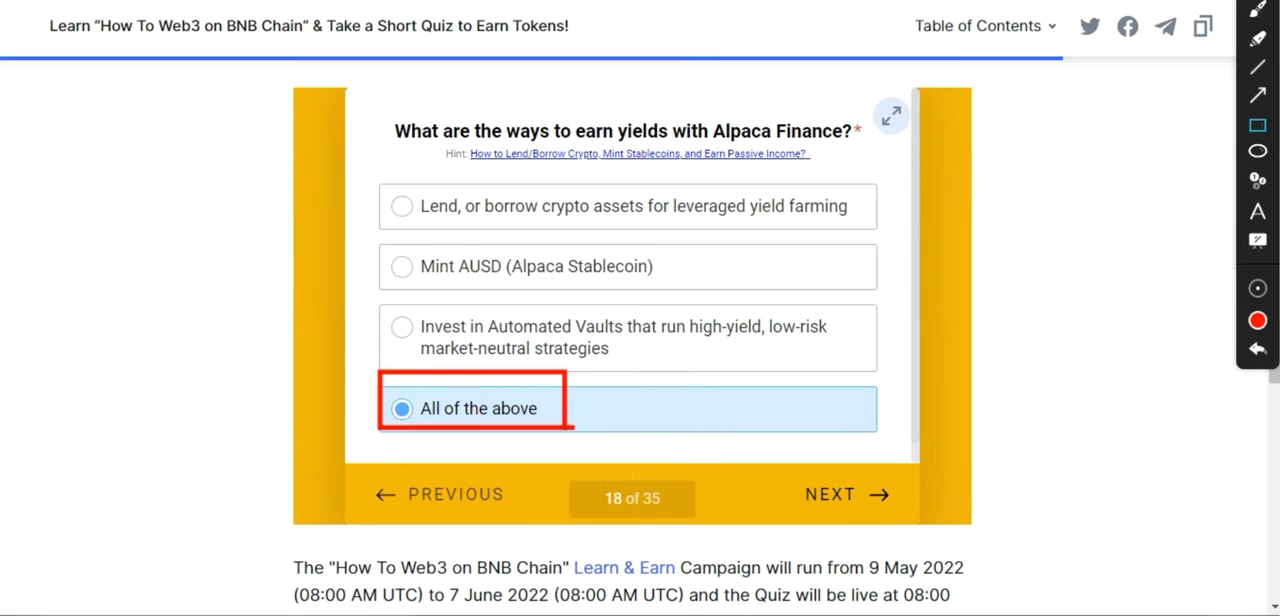 Learn “How To Web3 on BNB Chain” & Take a Short Quiz to Earn Tokens!
Table of Contents
What are the ways to earn yields with Alpaca Finance?*
Hint: How to Lend/Borrow Crypto, Mint Stablecoins, and Earn Passive Income?
Lend, or borrow crypto assets for leveraged yield farming
Mint AUSD (Alpaca Stablecoin)
Invest in Automated Vaults that run high-yield, low-risk
market-neutral strategies
All of the above
← PREVIOUS
18 of 35
NEXT →
The "How To Web3 on BNB Chain" Learn & Earn Campaign will run from 9 May 2022
(08:00 AM UTC) to 7 June 2022 (08:00 AM UTC) and the Quiz will be live at 08:00